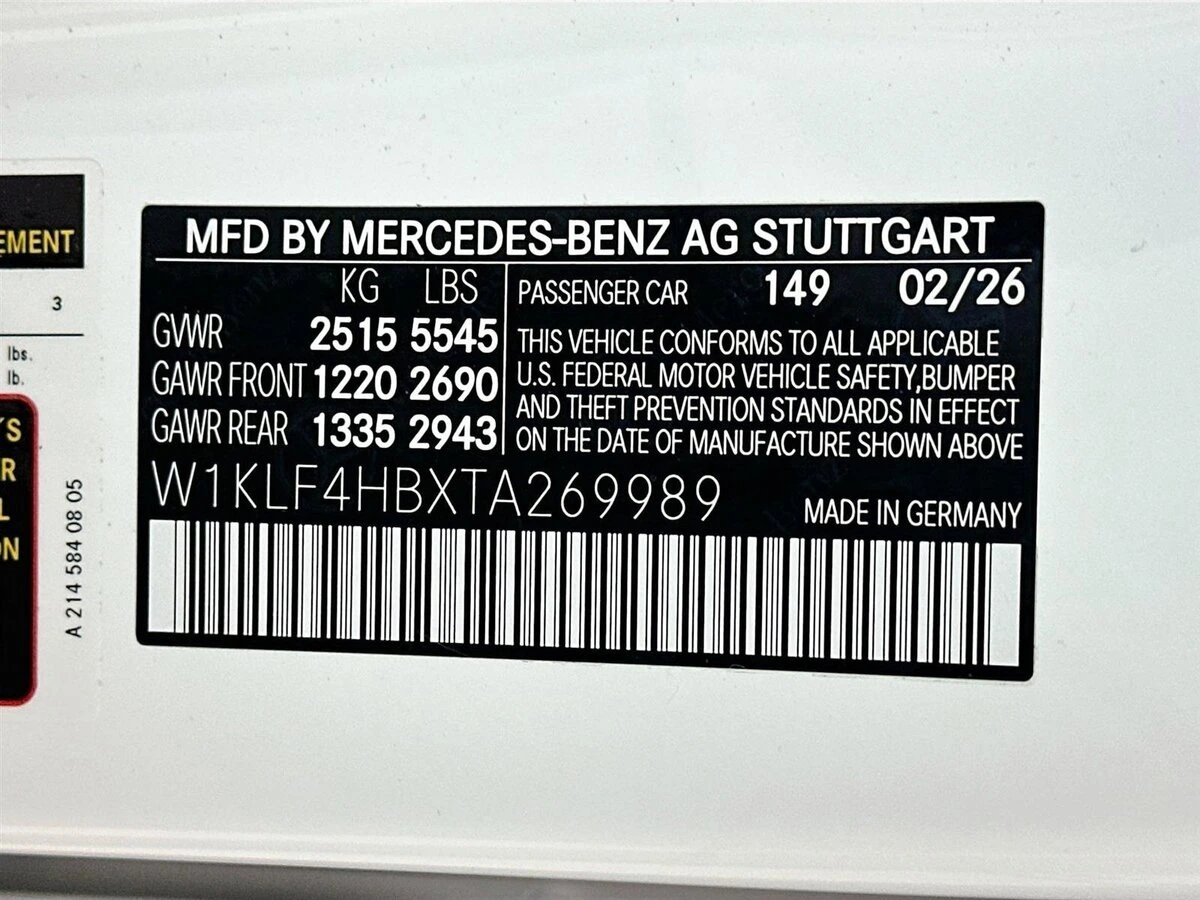 EMENT
3
lbs.
lb.
'S
R
L
ON
A 214 584 08 05
MFD BY MERCEDES-BENZ AG STUTTGART
KG LBS
GVWR 2515 5545
GAWR FRONT 1220 2690
GAWR REAR 1335 2943
PASSENGER CAR 149 02/26
THIS VEHICLE CONFORMS TO ALL APPLICABLE
U.S. FEDERAL MOTOR VEHICLE SAFETY,BUMPER
AND THEFT PREVENTION STANDARDS IN EFFECT
ON THE DATE OF MANUFACTURE SHOWN ABOVE
W1KLF4HBXTA269989
MADE IN GERMANY